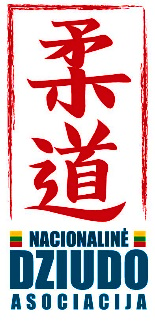 柔
道
NACIONALINĖ
DZIUDO
ASOCIACIJA